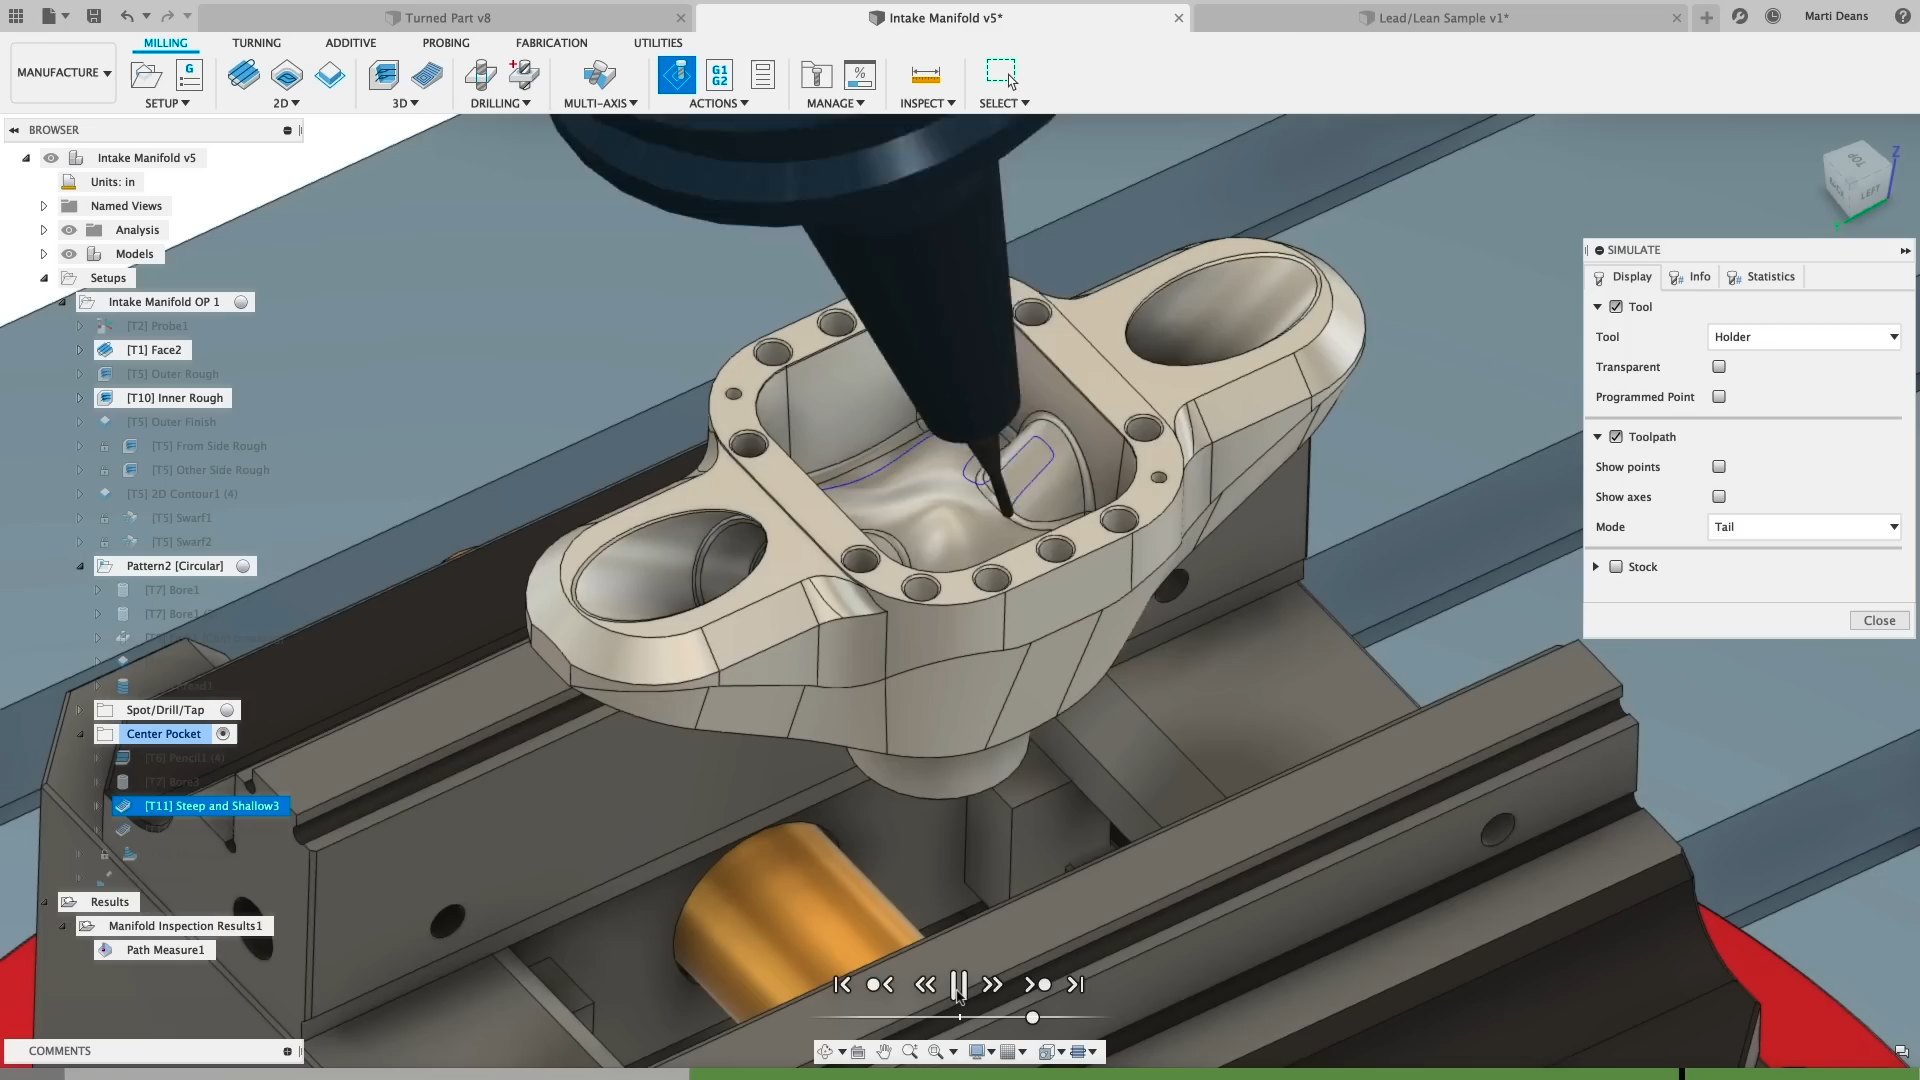 Turned Part v8
Intake Manifold v5*
Lead/Lean Sample v1*
Marti Deans
MANUFACTURE
MILLING
TURNING
ADDITIVE
PROBING
FABRICATION
UTILITIES
G
G1
G2
%
SETUP
2D
3D
DRILLING
MULTI-AXIS
ACTIONS
MANAGE
INSPECT
SELECT
BROWSER
Intake Manifold v5
Units: in
Named Views
Analysis
Models
Setups
Intake Manifold OP 1
[T2] Probe1
[T1] Face2
[T5] Outer Rough
[T10] Inner Rough
[T5] Outer Finish
[T5] From Side Rough
[T5] Other Side Rough
[T5] 2D Contour1 (4)
[T5] Swarf1
[T5] Swarf2
Pattern2 [Circular]
[T7] Bore1
[T7] Bore1
Spot/Drill/Tap
Center Pocket
[T6] Pencil1 (4)
[T7] Bore3
[T11] Steep and Shallow3
Results
Manifold Inspection Results1
Path Measure1
COMMENTS
TOP
LEFT
BACK
Z
SIMULATE
Display
Info
Statistics
Tool
Tool
Holder
Transparent
Programmed Point
Toolpath
Show points
Show axes
Mode
Tail
Stock
Close